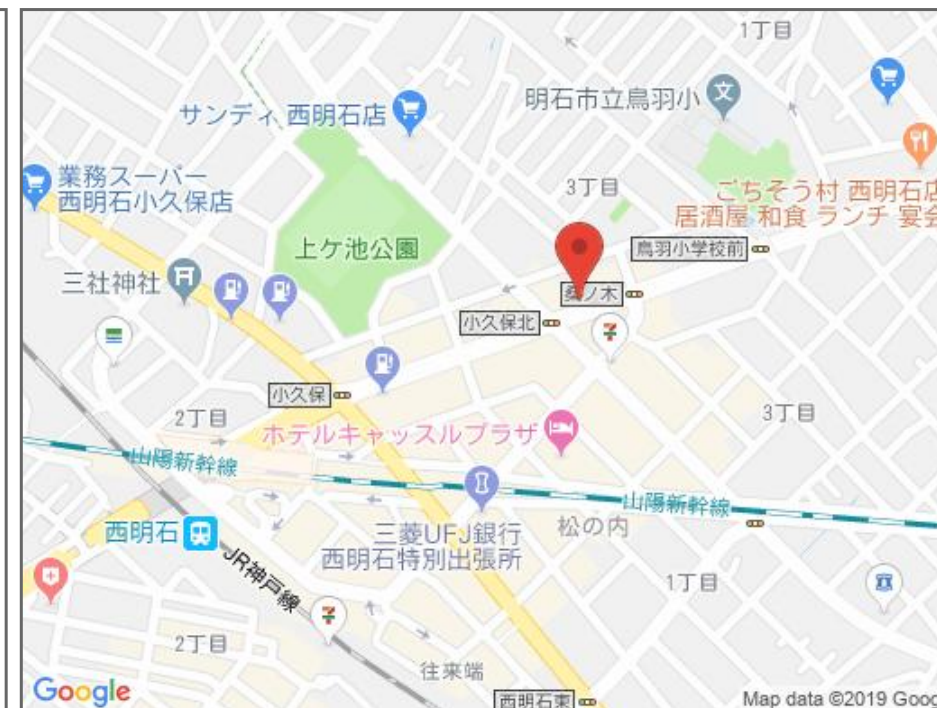 1丁目
明石市立鳥羽小
文
サンディ 西明石店
業務スーパー
西明石小久保店
3丁目
ごちそう村 西明石店
居酒屋 和食 ランチ 宴会
上ケ池公園
鳥羽小学校前
三社神社
桑ノ木
小久保北
小久保
2丁目
3丁目
ホテルキャッスルプラザ
山陽新幹線
山陽新幹線
三菱UFJ銀行
西明石特別出張所
松の内
西明石
JR神戸線
1丁目
2丁目
往来端
西明石東
Google
Map data ©2019 Goog